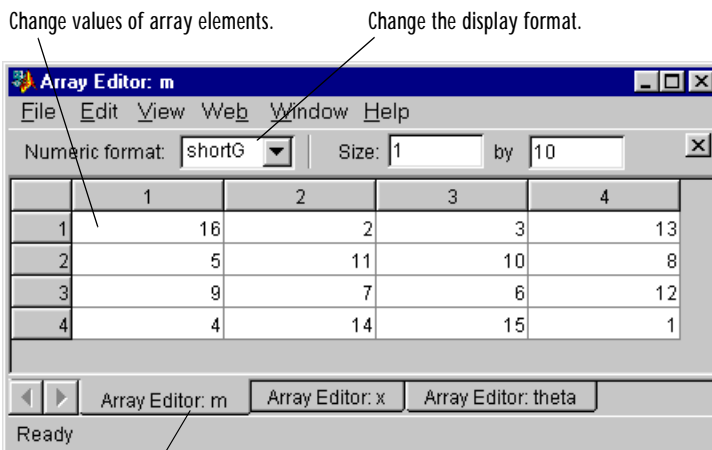 Change values of array elements. Change the display format.
Array Editor: m
File Edit View Web Window Help
Numeric format: shortG Size: 1 by 10
1 2 3 4
1 16 2 3 13
2 5 11 10 8
3 9 7 6 12
4 4 14 15 1
Array Editor: m Array Editor: x Array Editor: theta
Ready